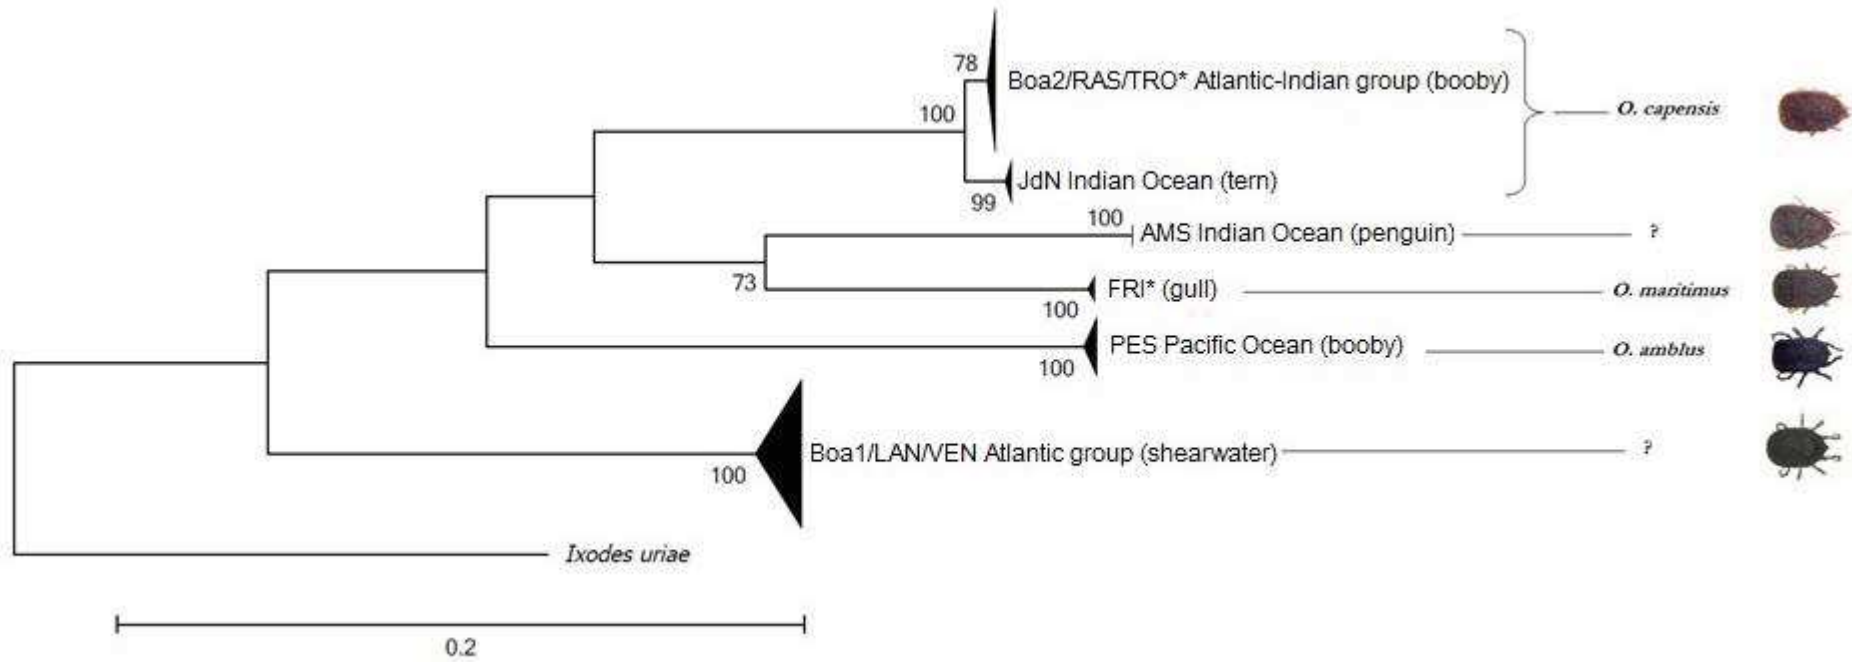 78
Boa2/RAS/TRO* Atlantic-Indian group (booby)
100
O. capensis
JdN Indian Ocean (tern)
99
100
AMS Indian Ocean (penguin)
?
73
FRI* (gull)
O. maritimus
100
PES Pacific Ocean (booby)
O. amblus
100
Boa1/LAN/VEN Atlantic group (shearwater)
?
100
Ixodes uriae
0.2